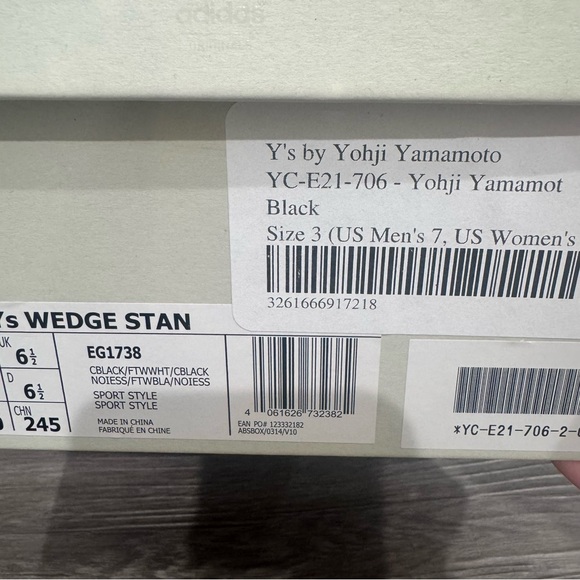 adidas
Y's by Yohji Yamamoto
YC-E21-706 - Yohji Yamamot
Black
Size 3 (US Men's 7, US Women's
3261666917218
Ys WEDGE STAN
UK 6½
D 6½
CHN 245
EG1738
CBLACK/FTWWHT/CBLACK
NOIESS/FTWBLA/NOIESS
SPORT STYLE
SPORT STYLE
MADE IN CHINA
FABRIQUÉ EN CHINE
4 061626 732382
EAN PO# 123332182
ABSBOX/0314/V10
*YC-E21-706-2-